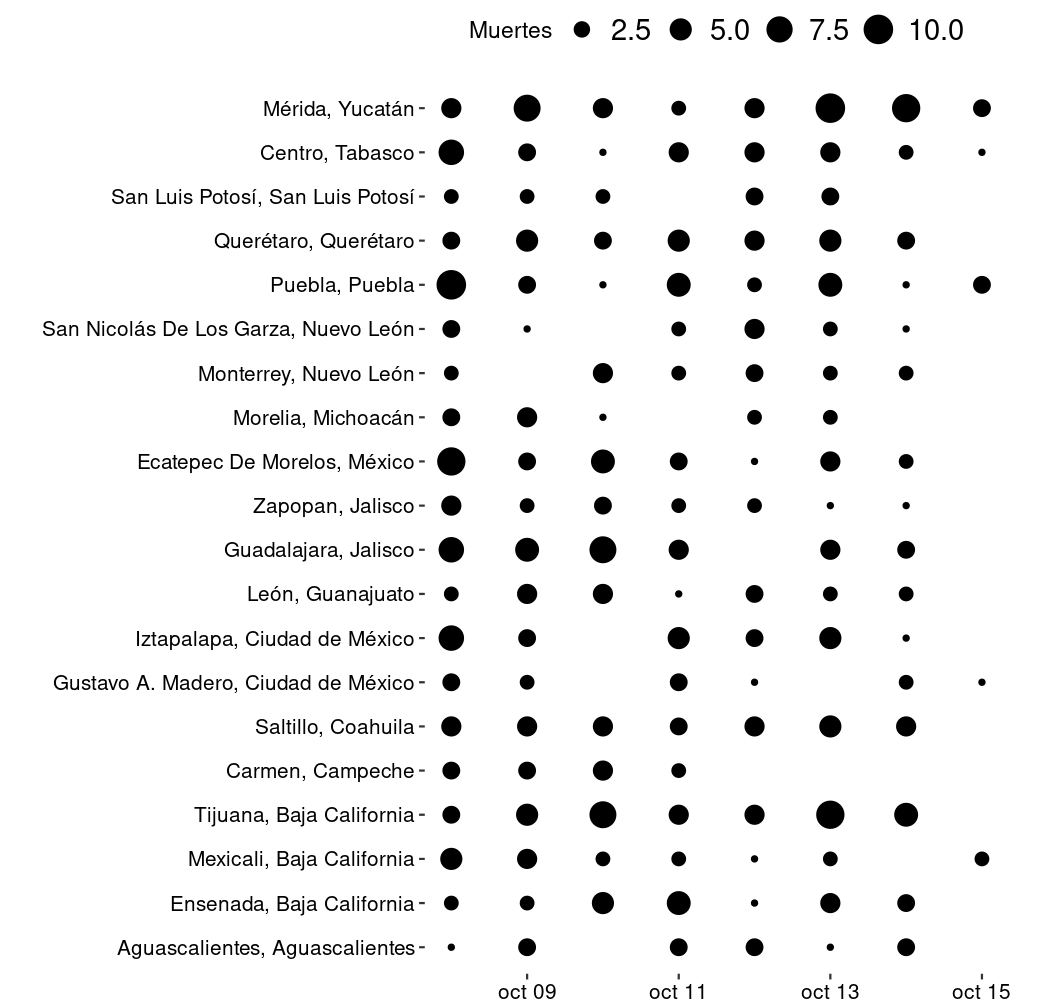 Muertes 2.5 5.0 7.5 10.0
Mérida, Yucatán
Centro, Tabasco
San Luis Potosí, San Luis Potosí
Querétaro, Querétaro
Puebla, Puebla
San Nicolás De Los Garza, Nuevo León
Monterrey, Nuevo León
Morelia, Michoacán
Ecatepec De Morelos, México
Zapopan, Jalisco
Guadalajara, Jalisco
León, Guanajuato
Iztapalapa, Ciudad de México
Gustavo A. Madero, Ciudad de México
Saltillo, Coahuila
Carmen, Campeche
Tijuana, Baja California
Mexicali, Baja California
Ensenada, Baja California
Aguascalientes, Aguascalientes
oct 09 oct 11 oct 13 oct 15